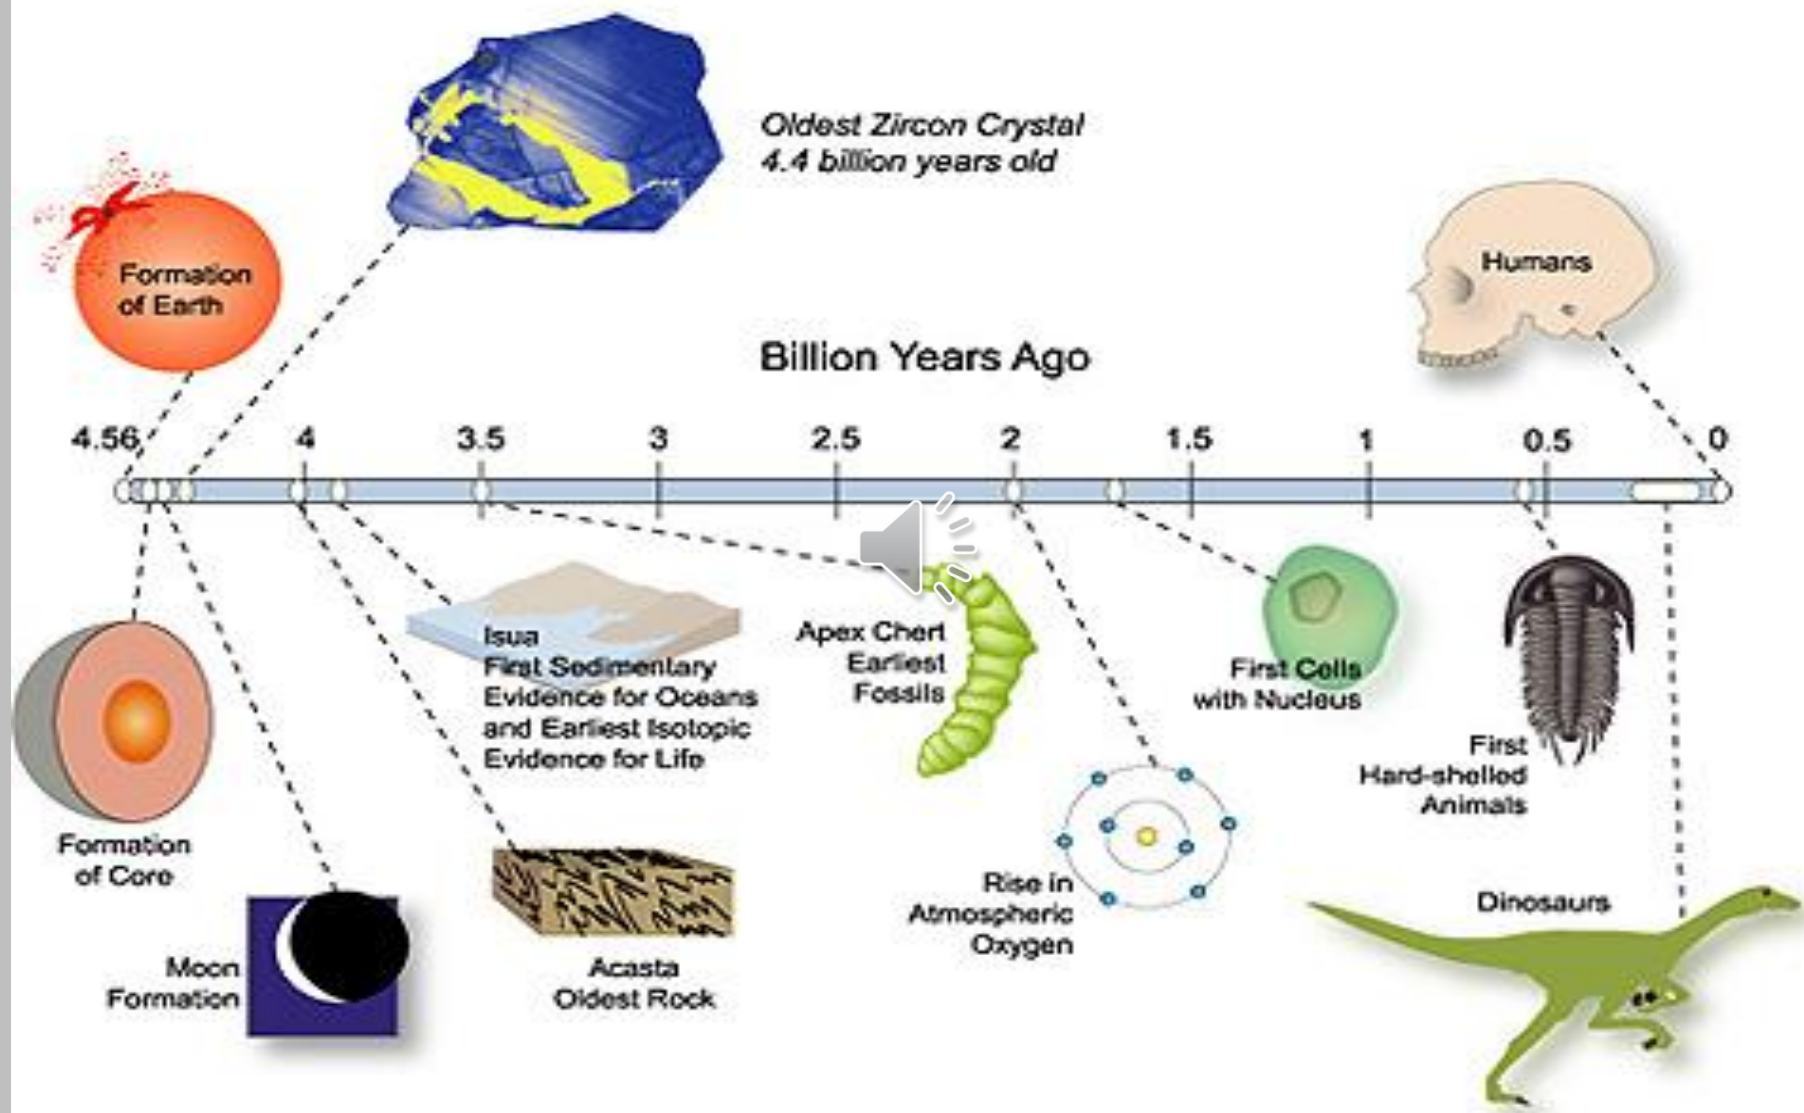 Oldest Zircon Crystal
4.4 billion years old
Formation
of Earth
Humans
Billion Years Ago
4.56 4 3.5 3 2.5 2 1.5 1 0.5 0
Isua
First Sedimentary
Evidence for Oceans
and Earliest Isotopic
Evidence for Life
Apex Chert
Earliest
Fossils
First Cells
with Nucleus
First
Hard-shelled
Animals
Formation
of Core
Rise in
Atmospheric
Oxygen
Dinosaurs
Moon
Formation
Acasta
Oldest Rock